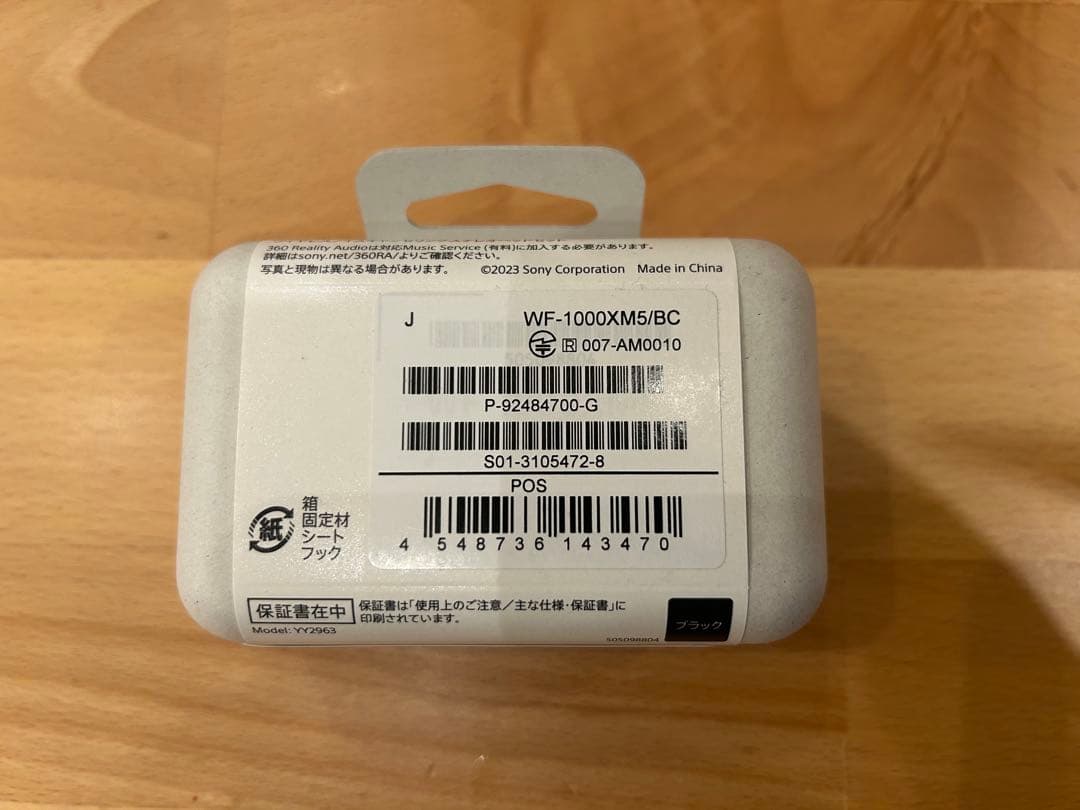 360 Reality Audioは対応Music Service (有料)に加入する必要があります。
詳細はsony.net/360RA/よりご確認ください。
写真と現物は異なる場合があります。 ©2023 Sony Corporation Made in China
J WF-1000XM5/BC
R 007-AM0010
P-92484700-G
S01-3105472-8
POS
4 548736 143470
紙
箱
固定材
シート
フック
保証書在中 保証書は「使用上のご注意/主な仕様・保証書」に
印刷されています。
Model: YY2963
505098804
ブラック